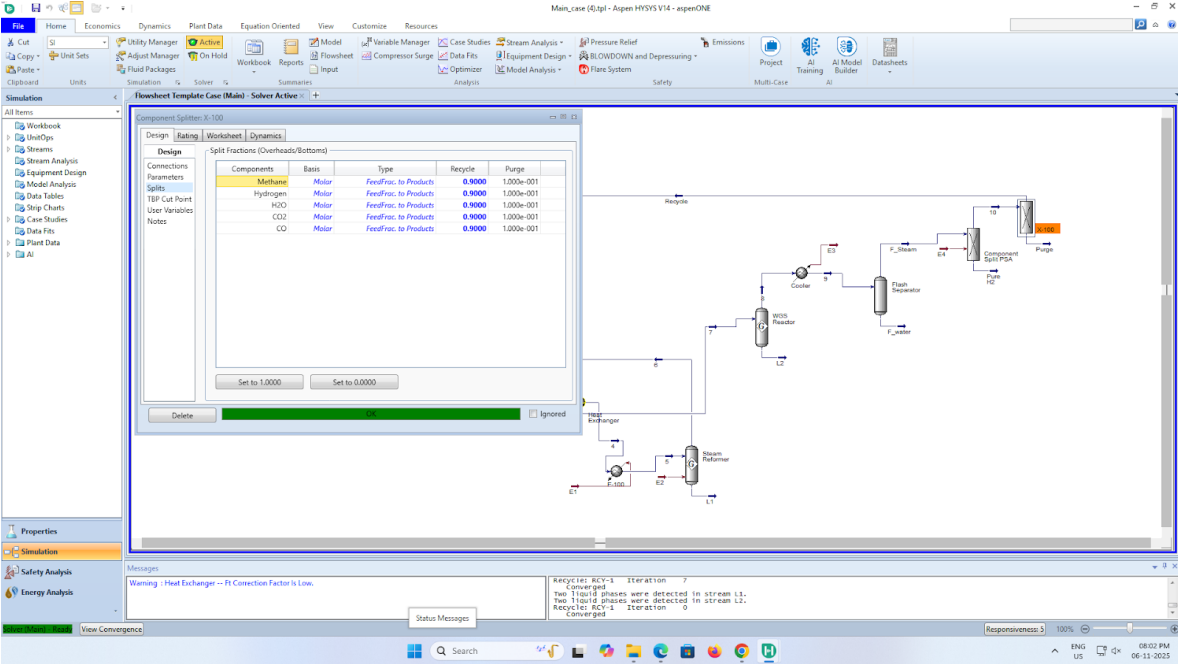 Main_case (4).tpl - Aspen HYSYS V14 - aspenONE
File Home Economics Dynamics Plant Data Equation Oriented View Customize Resources
Cut SI Utility Manager Active Model Variable Manager Case Studies Stream Analysis Pressure Relief Emissions
Copy Unit Sets Adjust Manager On Hold Workbook Reports Flowsheet Compressor Surge Data Fits Equipment Design BLOWDOWN and Depressuring Project AI Training AI Model Builder Datasheets
Paste Fluid Packages Input Optimizer Model Analysis Flare System
Clipboard Units Simulation Solver Summaries Analysis Safety Multi-Case AI
Simulation
All Items
Workbook
UnitOps
Streams
Stream Analysis
Equipment Design
Model Analysis
Data Tables
Strip Charts
Case Studies
Data Fits
Plant Data
AI
Properties
Simulation
Safety Analysis
Energy Analysis
Flowsheet Template Case (Main) - Solver Active × +
Component Splitter: X-100
Design Rating Worksheet Dynamics
Design
Connections
Parameters
Splits
TBP Cut Point
User Variables
Notes
Split Fractions (Overheads/Bottoms)
Components Basis Type Recycle Purge
Methane Molar FeedFrac. to Products 0.9000 1.000e-001
Hydrogen Molar FeedFrac. to Products 0.9000 1.000e-001
H2O Molar FeedFrac. to Products 0.9000 1.000e-001
CO2 Molar FeedFrac. to Products 0.9000 1.000e-001
CO Molar FeedFrac. to Products 0.9000 1.000e-001
Set to 1.0000 Set to 0.0000
Delete OK Ignored
Recycle
10
X-100
Purge
E4
Component
Split PSA
Pure
H2
F_Steam
E3
Cooler
9
Flash
Separator
F_water
8
WGS
Reactor
7
L2
6
Heat
Exchanger
4
5
Steam
Reformer
E-100
E1
E2
L1
Messages
Warning : Heat Exchanger -- Ft Correction Factor Is Low.
Recycle: RCY-1 Iteration 7
Converged
Two liquid phases were detected in stream L1.
Two liquid phases were detected in stream L2.
Recycle: RCY-1 Iteration 0
Converged
Status Messages
Solver (Main) - Ready View Convergence Responsiveness: 5 100%
Search
ENG
US
08:02 PM
06-11-2025